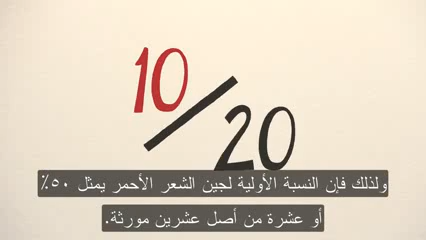 10/20
ولذلك فإن النسبة الأولية لجين الشعر الأحمر يمثل ٥٠٪
أو عشرة من أصل عشرين مورثة.